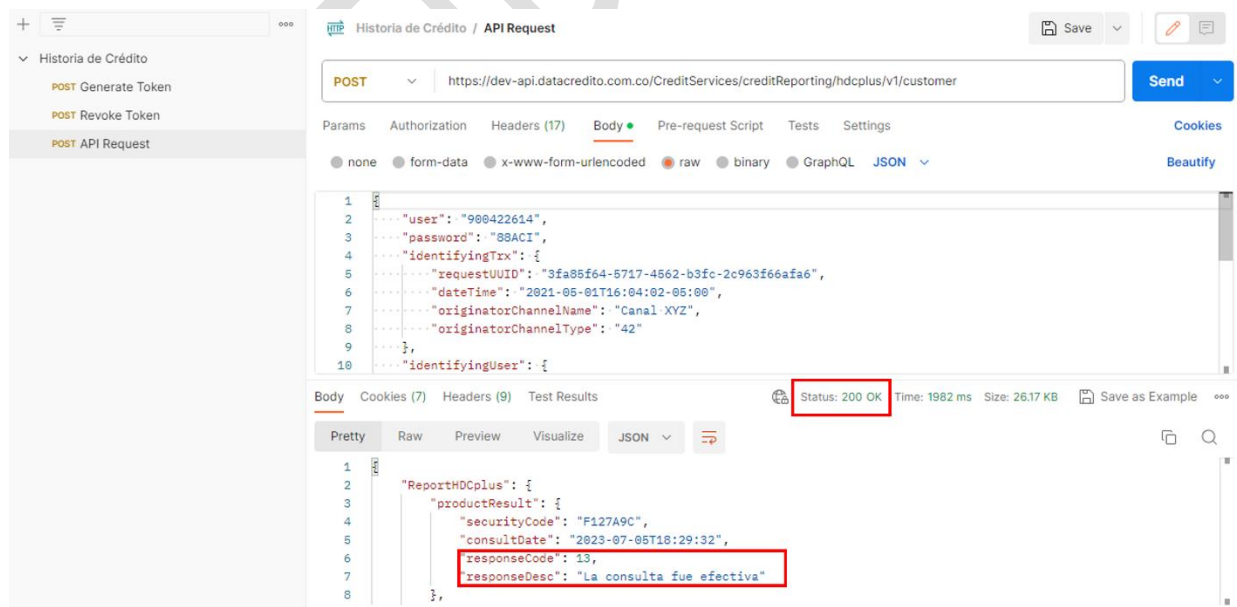 Historia de Crédito / API Request
Save
Historia de Crédito
POST Generate Token
POST Revoke Token
POST API Request
POST https://dev-api.datacredito.com.co/CreditServices/creditReporting/hdcplus/v1/customer Send
Params Authorization Headers (17) Body Pre-request Script Tests Settings Cookies
none form-data x-www-form-urlencoded raw binary GraphQL JSON Beautify
1 {
2 "user": "900422614",
3 "password": "88ACI",
4 "identifyingTrx": {
5 "requestUUID": "3fa85f64-5717-4562-b3fc-2c963f66afa6",
6 "dateTime": "2021-05-01T16:04:02-05:00",
7 "originatorChannelName": "Canal XYZ",
8 "originatorChannelType": "42"
9 },
10 "identifyingUser": {
Body Cookies (7) Headers (9) Test Results Status: 200 OK Time: 1982 ms Size: 26.17 KB Save as Example
Pretty Raw Preview Visualize JSON
1 {
2 "ReportHDCplus": {
3 "productResult": {
4 "securityCode": "F127A9C",
5 "consultDate": "2023-07-05T18:29:32",
6 "responseCode": 13,
7 "responseDesc": "La consulta fue efectiva"
8 },